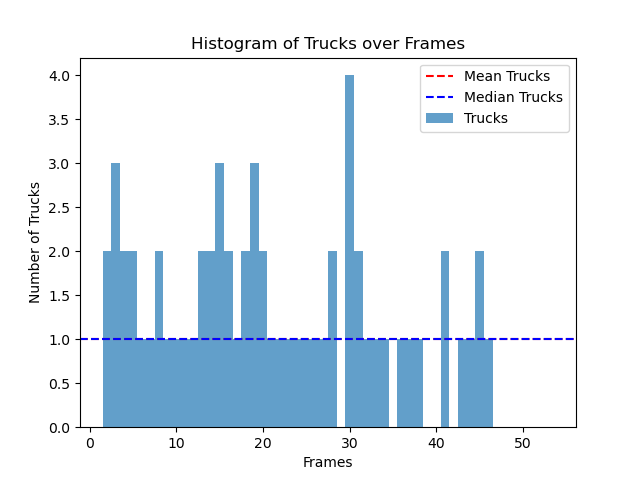 Histogram of Trucks over Frames
Mean Trucks
Median Trucks
Trucks
Number of Trucks
4.0
3.5
3.0
2.5
2.0
1.5
1.0
0.5
0.0
0 10 20 30 40 50
Frames